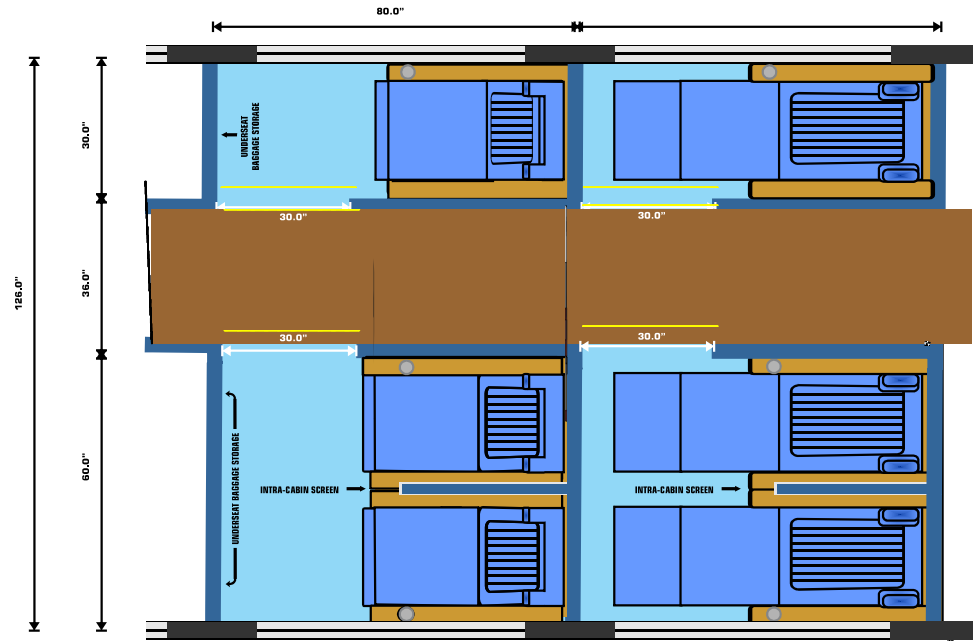 80.0"
30.0"
UNDERSEAT
BAGGAGE STORAGE
30.0"
30.0"
126.0"
36.0"
30.0"
30.0"
60.0"
UNDERSEAT BAGGAGE STORAGE
INTRA-CABIN SCREEN
INTRA-CABIN SCREEN